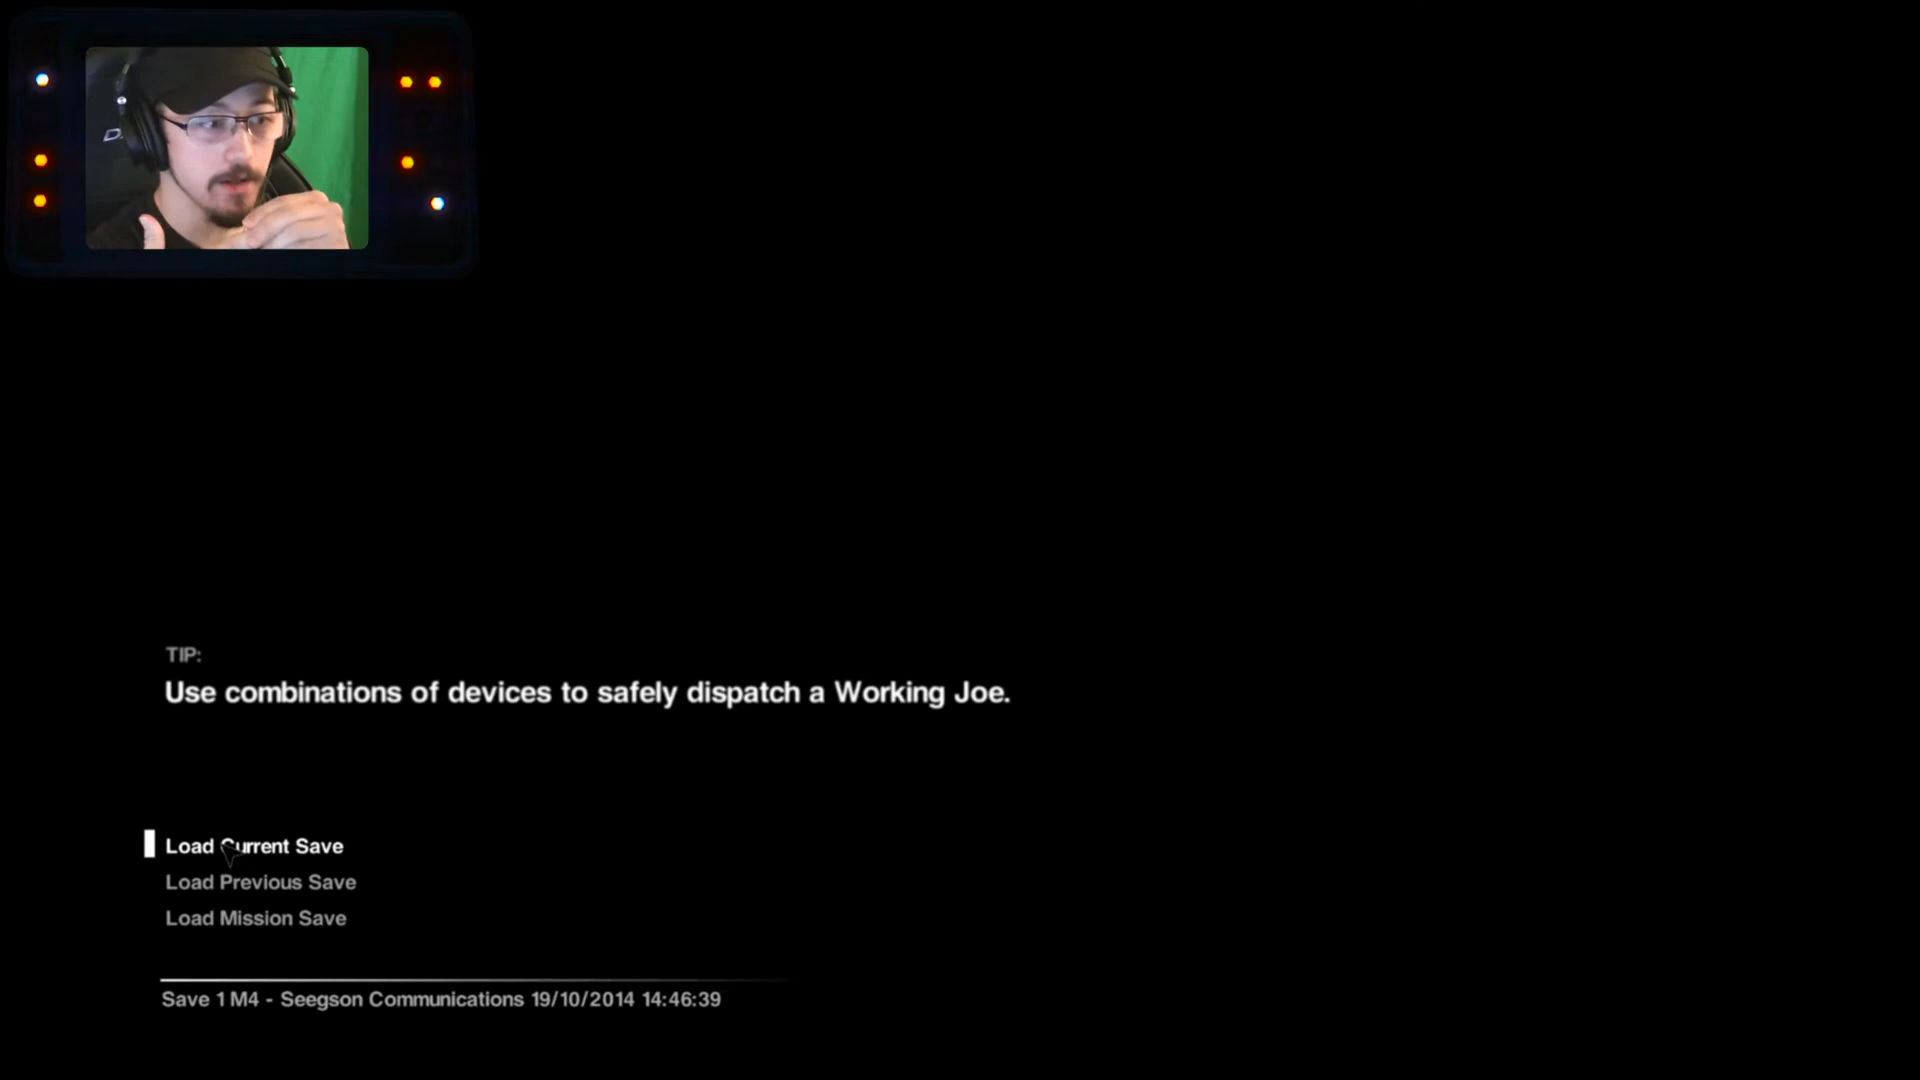 TIP:
Use combinations of devices to safely dispatch a Working Joe.
Load Current Save
Load Previous Save
Load Mission Save
Save 1 M4 - Seegson Communications 19/10/2014 14:46:39